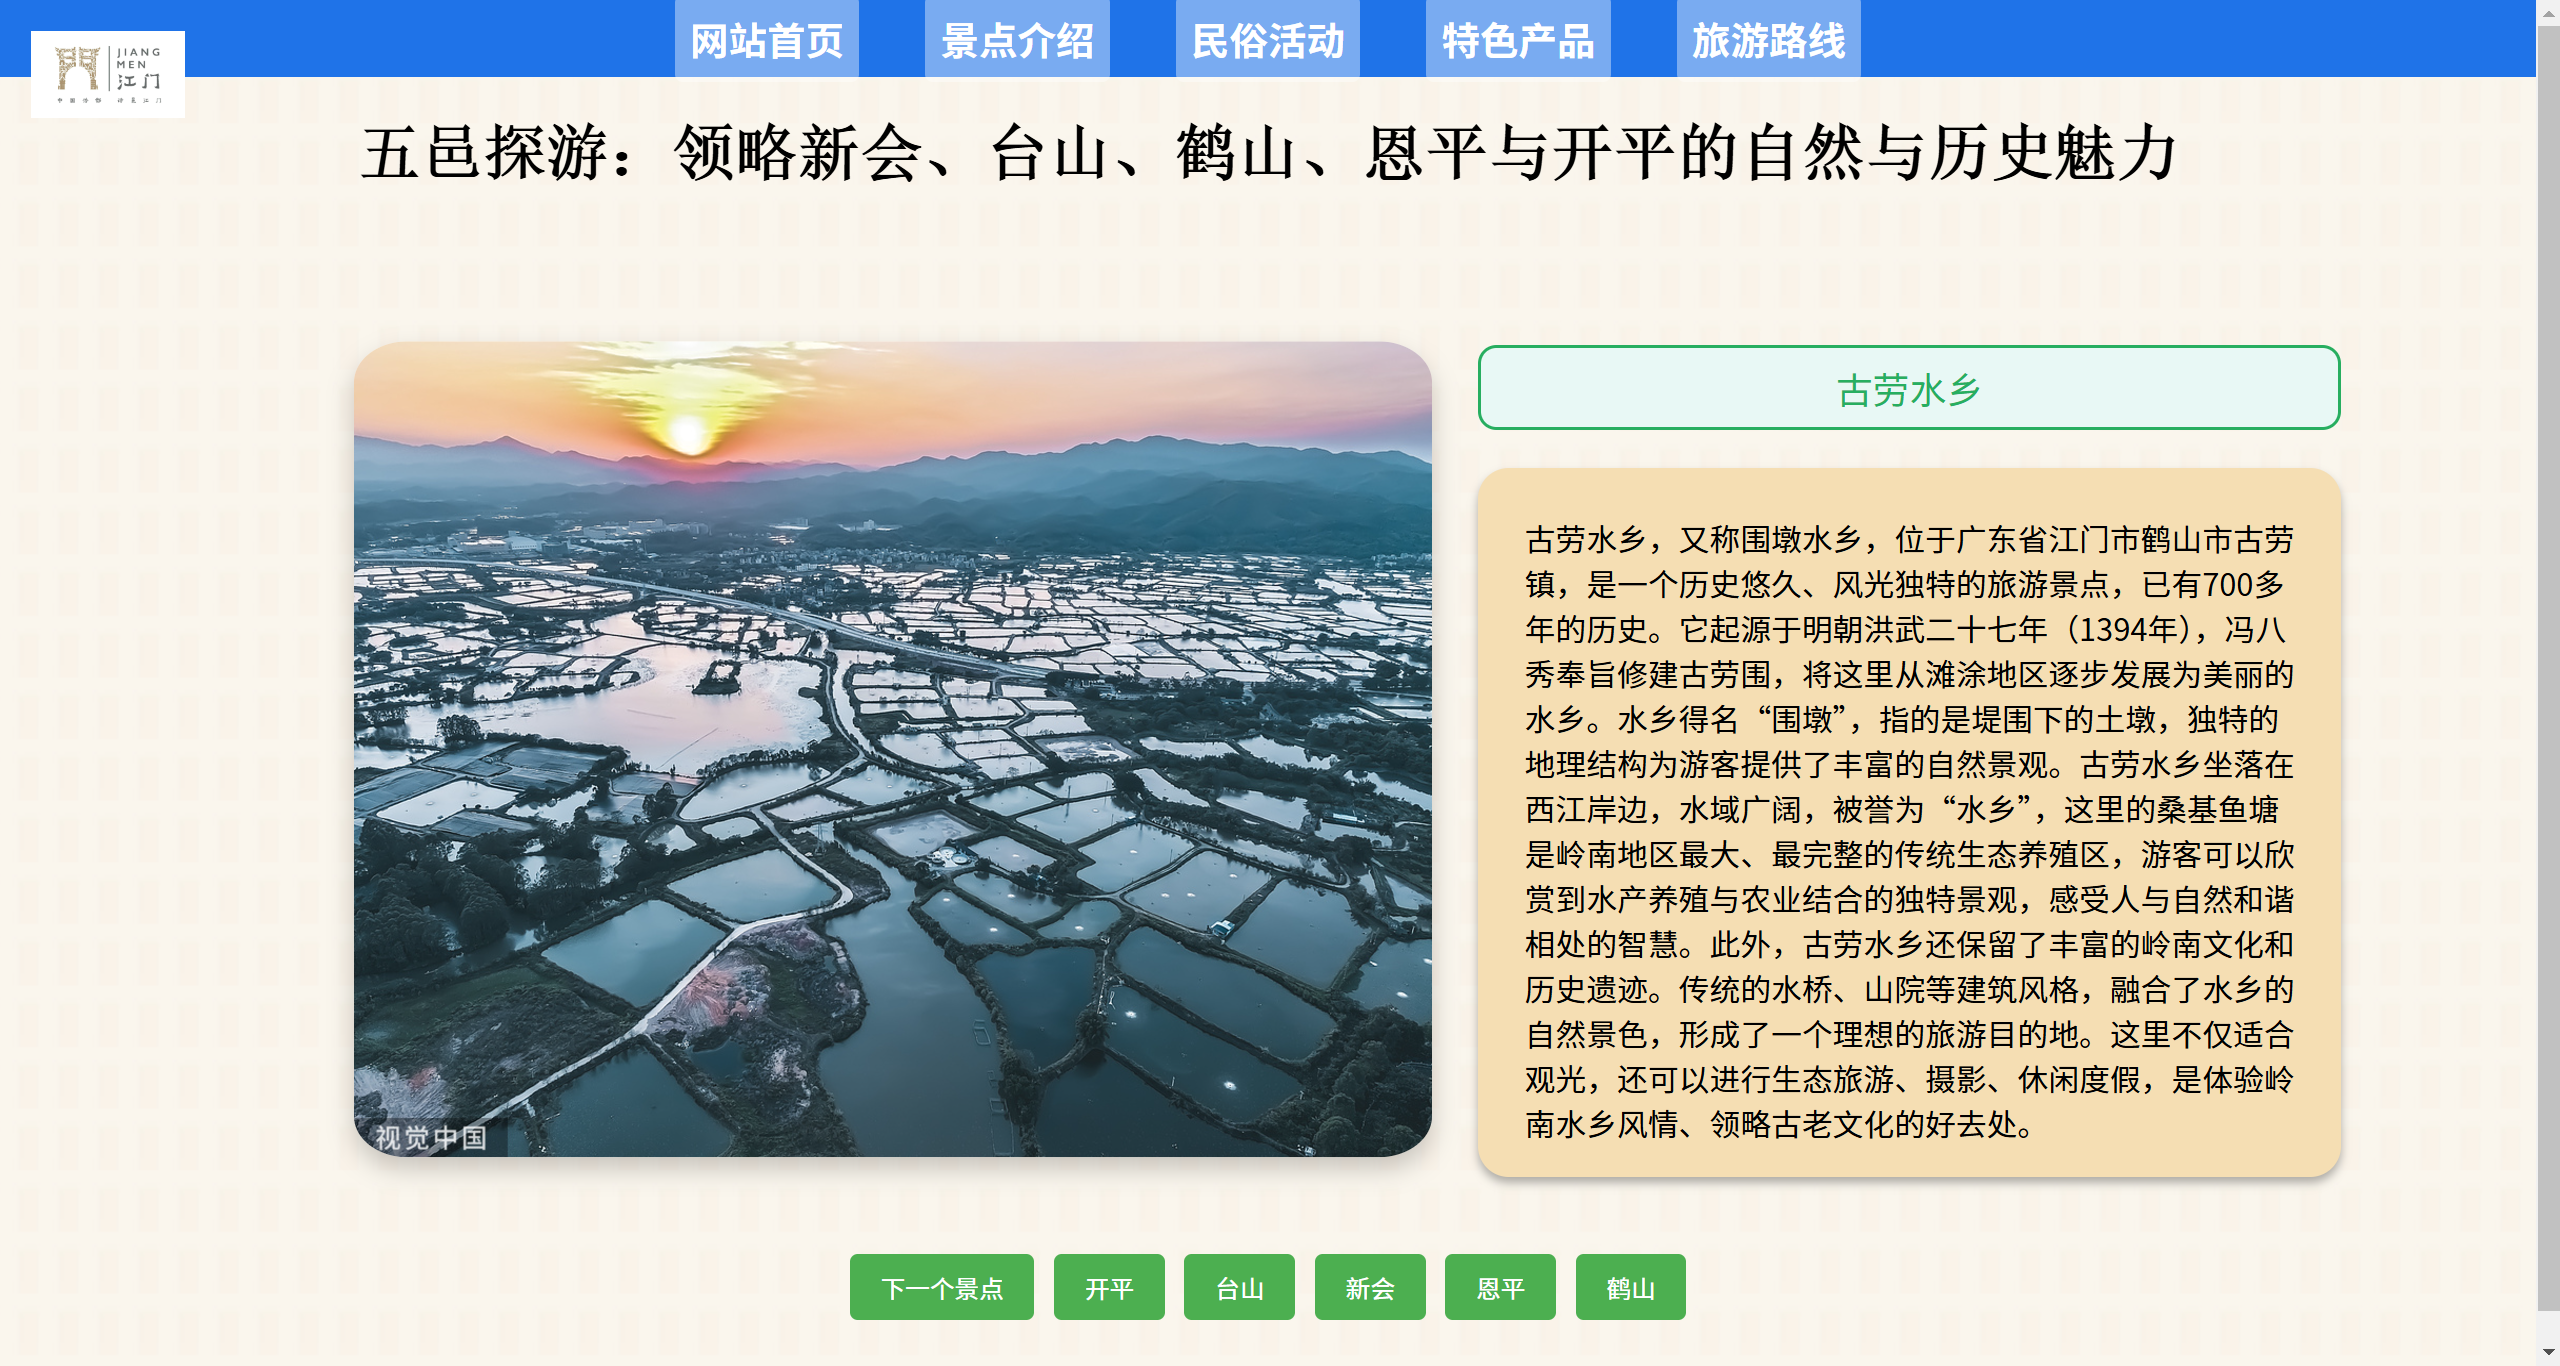 网站首页
景点介绍
民俗活动
特色产品
旅游路线
JIANG
MEN
江门
五邑探游：领略新会、台山、鹤山、恩平与开平的自然与历史魅力
古劳水乡
古劳水乡，又称围墩水乡，位于广东省江门市鹤山市古劳
镇，是一个历史悠久、风光独特的旅游景点，已有700多
年的历史。它起源于明朝洪武二十七年（1394年），冯八
秀奉旨修建古劳围，将这里从滩涂地区逐步发展为美丽的
水乡。水乡得名“围墩”，指的是堤围下的土墩，独特的
地理结构为游客提供了丰富的自然景观。古劳水乡坐落在
西江岸边，水域广阔，被誉为“水乡”，这里的桑基鱼塘
是岭南地区最大、最完整的传统生态养殖区，游客可以欣
赏到水产养殖与农业结合的独特景观，感受人与自然和谐
相处的智慧。此外，古劳水乡还保留了丰富的岭南文化和
历史遗迹。传统的水桥、山院等建筑风格，融合了水乡的
自然景色，形成了一个理想的旅游目的地。这里不仅适合
观光，还可以进行生态旅游、摄影、休闲度假，是体验岭
南水乡风情、领略古老文化的好去处。
视觉中国
下一个景点
开平
台山
新会
恩平
鹤山